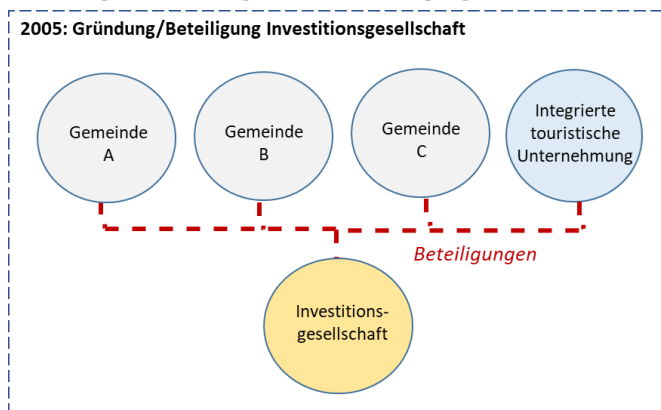 2005: Gründung/Beteiligung Investitionsgesellschaft
Gemeinde
A
Gemeinde
B
Gemeinde
C
Integrierte
touristische
Unternehmung
Beteiligungen
Investitions-
gesellschaft